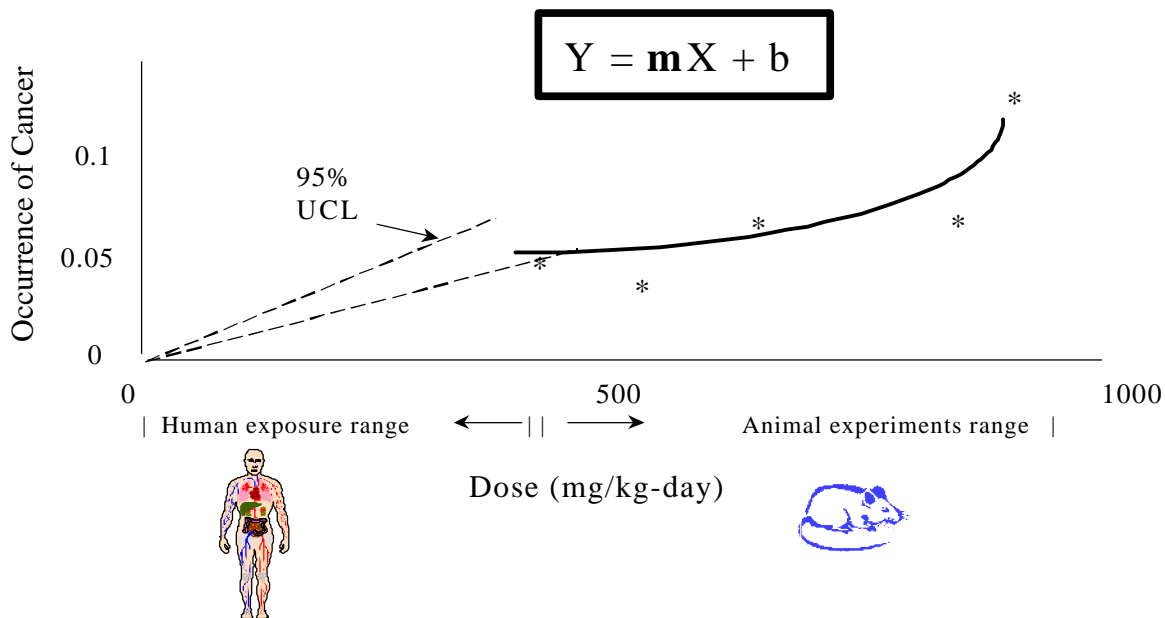 Y = mX + b
Occurrence of Cancer
0.1
95%
UCL
0.05
0
0 500 1000
| Human exposure range | | Animal experiments range |
Dose (mg/kg-day)